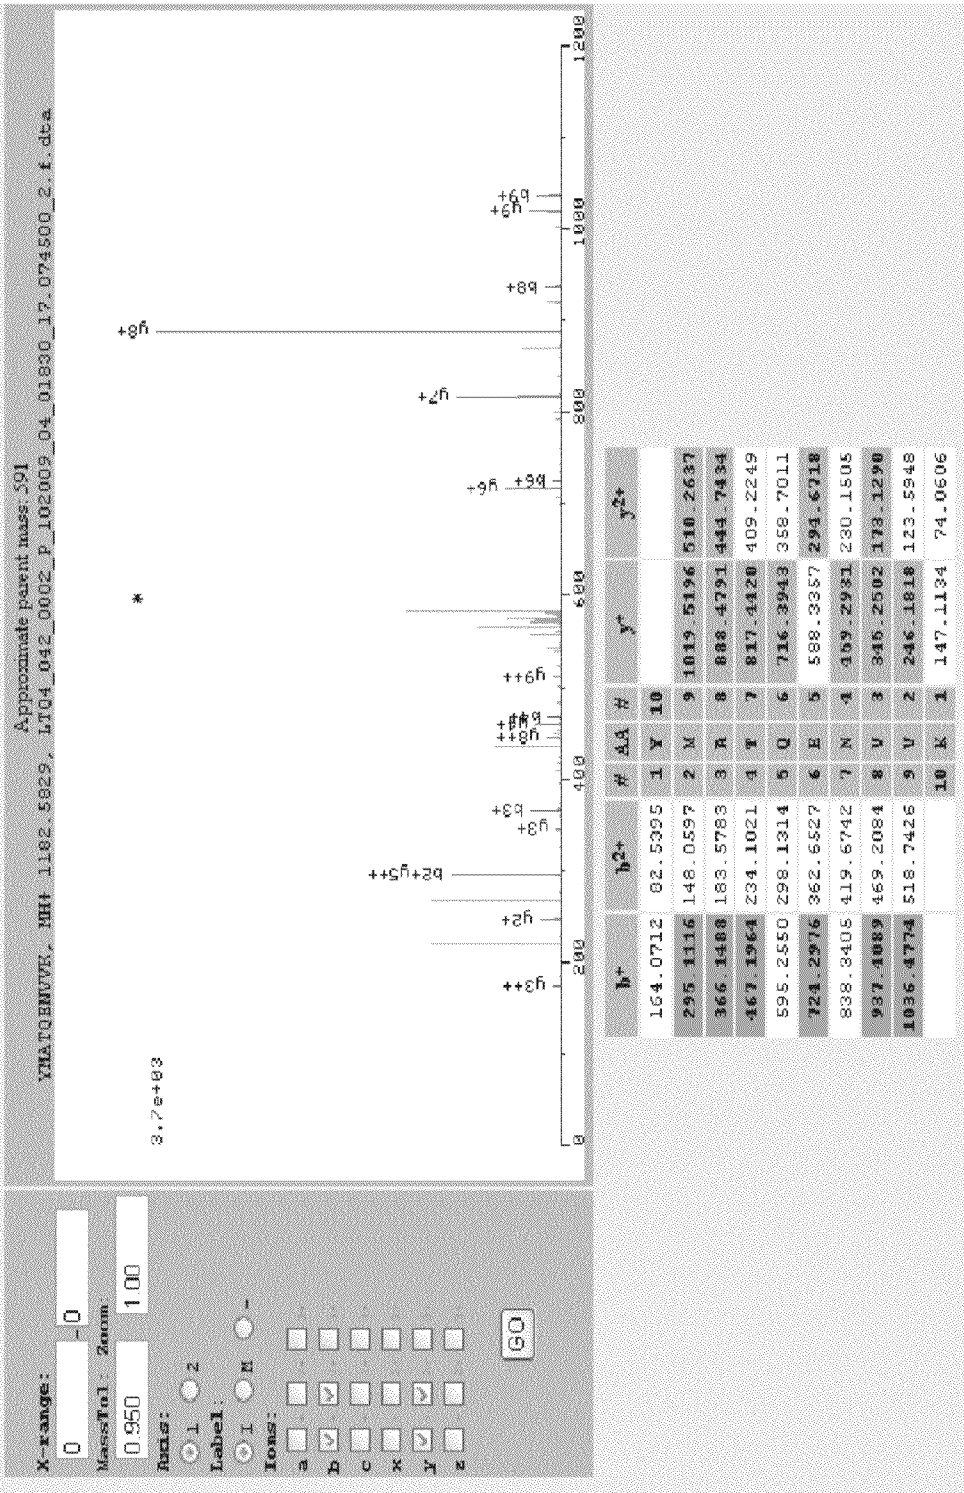 X-range:
0 - 0
MassTol: Zoom:
0.950 1.00
Axis:
1 2
Label:
I M -
Ions:
a
b
c
x
y
z
GO
Approximate parent mass 591
YMATQENVVK, MH+ 1182.5829, LTQ4_042_0002_P_102009_04_01830_17.074500_2.f.dta
3.7e+03
*
y3++
y2+
b2+y5++
y3+
b3+
y8++
y9++
y6+
b6+
y7+
y8+
b8+
y9+
b9+
0 200 400 600 800 1000 1200
b+ b2+ # AA # y+ y2+
164.0712 82.5395 1 Y 10
295.1116 148.0597 2 M 9 1019.5196 510.2637
366.1488 183.5783 3 A 8 888.4791 444.7434
467.1964 234.1021 4 T 7 817.4420 409.2249
595.2550 298.1314 5 Q 6 716.3943 358.7011
724.2976 362.6527 6 E 5 588.3357 294.6718
838.3405 419.6742 7 N 4 459.2931 230.1505
937.4089 469.2084 8 V 3 345.2502 173.1290
1036.4774 518.7426 9 V 2 246.1818 123.5948
10 K 1 147.1134 74.0606